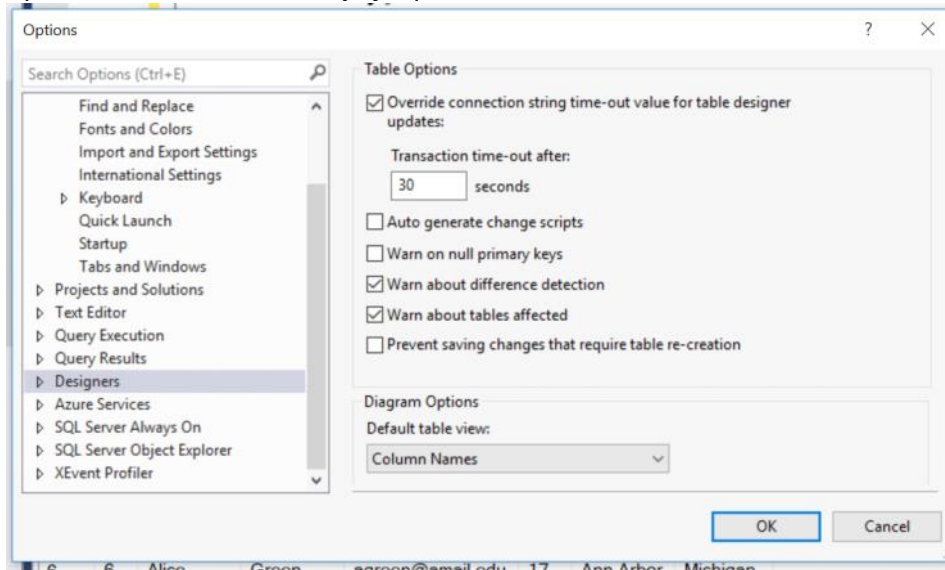 Options
?
Search Options (Ctrl+E)
Find and Replace
Fonts and Colors
Import and Export Settings
International Settings
Keyboard
Quick Launch
Startup
Tabs and Windows
Projects and Solutions
Text Editor
Query Execution
Query Results
Designers
Azure Services
SQL Server Always On
SQL Server Object Explorer
XEvent Profiler
Table Options
Override connection string time-out value for table designer
updates:
Transaction time-out after:
30 seconds
Auto generate change scripts
Warn on null primary keys
Warn about difference detection
Warn about tables affected
Prevent saving changes that require table re-creation
Diagram Options
Default table view:
Column Names
OK Cancel
6 6 Alice Green agreen@email.edu 17 Ann Arbor Michigan